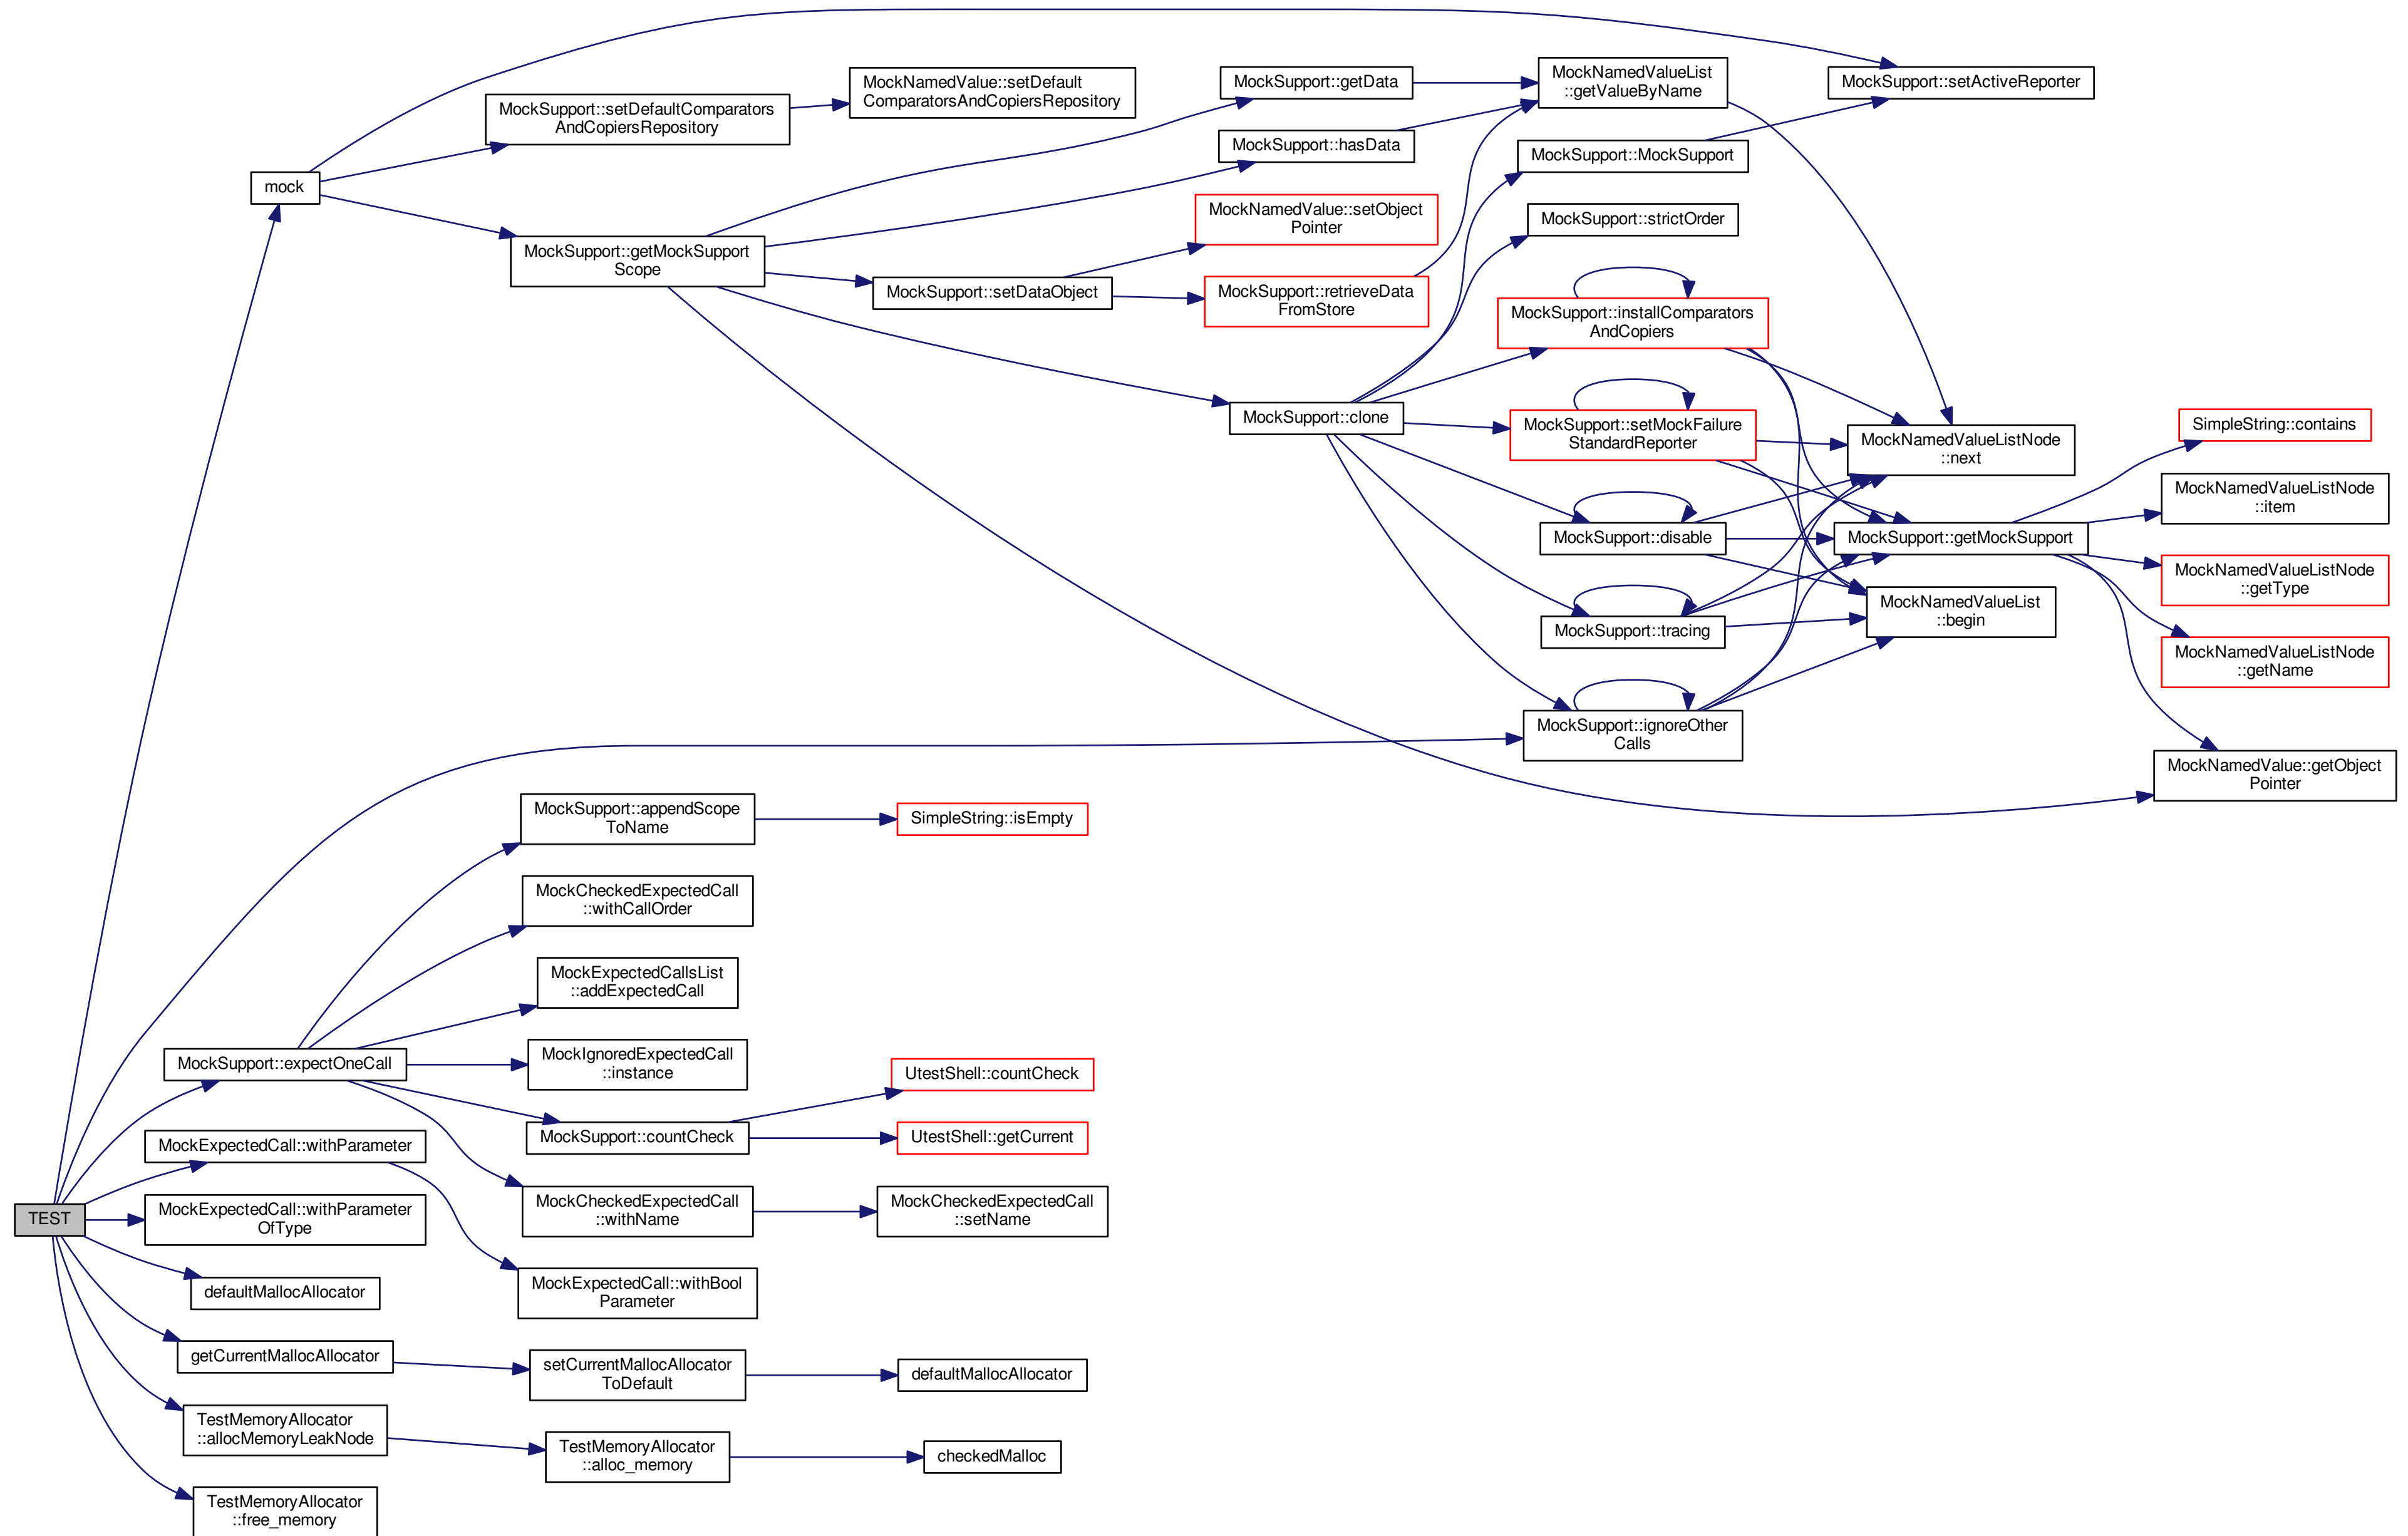 MockNamedValue::setDefault
ComparatorsAndCopiersRepository
MockSupport::getData
MockNamedValueList
::getValueByName
MockSupport::setActiveReporter
MockSupport::setDefaultComparators
AndCopiersRepository
MockSupport::hasData
MockSupport::MockSupport
mock
MockNamedValue::setObject
Pointer
MockSupport::strictOrder
MockSupport::getMockSupport
Scope
MockSupport::setDataObject
MockSupport::retrieveData
FromStore
MockSupport::installComparators
AndCopiers
MockSupport::clone
MockSupport::setMockFailure
StandardReporter
MockNamedValueListNode
::next
SimpleString::contains
MockNamedValueListNode
::item
MockSupport::disable
MockSupport::getMockSupport
MockNamedValueListNode
::getType
MockSupport::tracing
MockNamedValueList
::begin
MockNamedValueListNode
::getName
MockSupport::ignoreOther
Calls
MockNamedValue::getObject
Pointer
MockSupport::appendScope
ToName
SimpleString::isEmpty
MockCheckedExpectedCall
::withCallOrder
MockExpectedCallsList
::addExpectedCall
MockSupport::expectOneCall
MockIgnoredExpectedCall
::instance
UtestShell::countCheck
MockExpectedCall::withParameter
MockSupport::countCheck
UtestShell::getCurrent
TEST
MockExpectedCall::withParameter
OfType
MockCheckedExpectedCall
::withName
MockCheckedExpectedCall
::setName
defaultMallocAllocator
MockExpectedCall::withBool
Parameter
getCurrentMallocAllocator
setCurrentMallocAllocator
ToDefault
defaultMallocAllocator
TestMemoryAllocator
::allocMemoryLeakNode
TestMemoryAllocator
::alloc_memory
checkedMalloc
TestMemoryAllocator
::free_memory